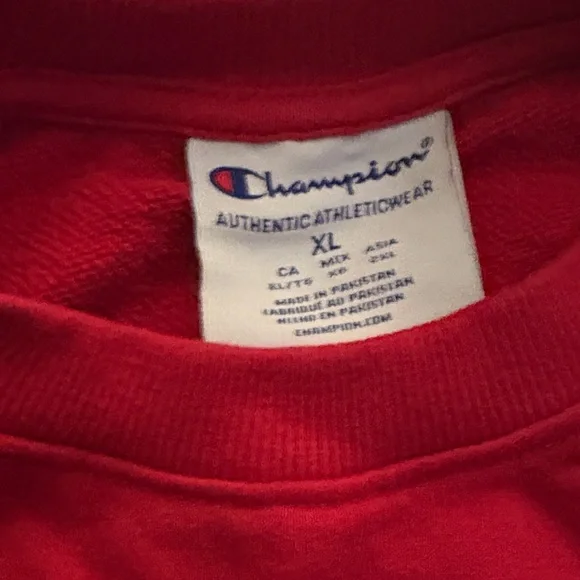 Champion®
AUTHENTIC ATHLETICWEAR
XL
CA MEX ASIA
XL/TG XG 2XL
MADE IN PAKISTAN
FABRIQUÉ AU PAKISTAN
HECHO EN PAKISTAN
CHAMPION.COM